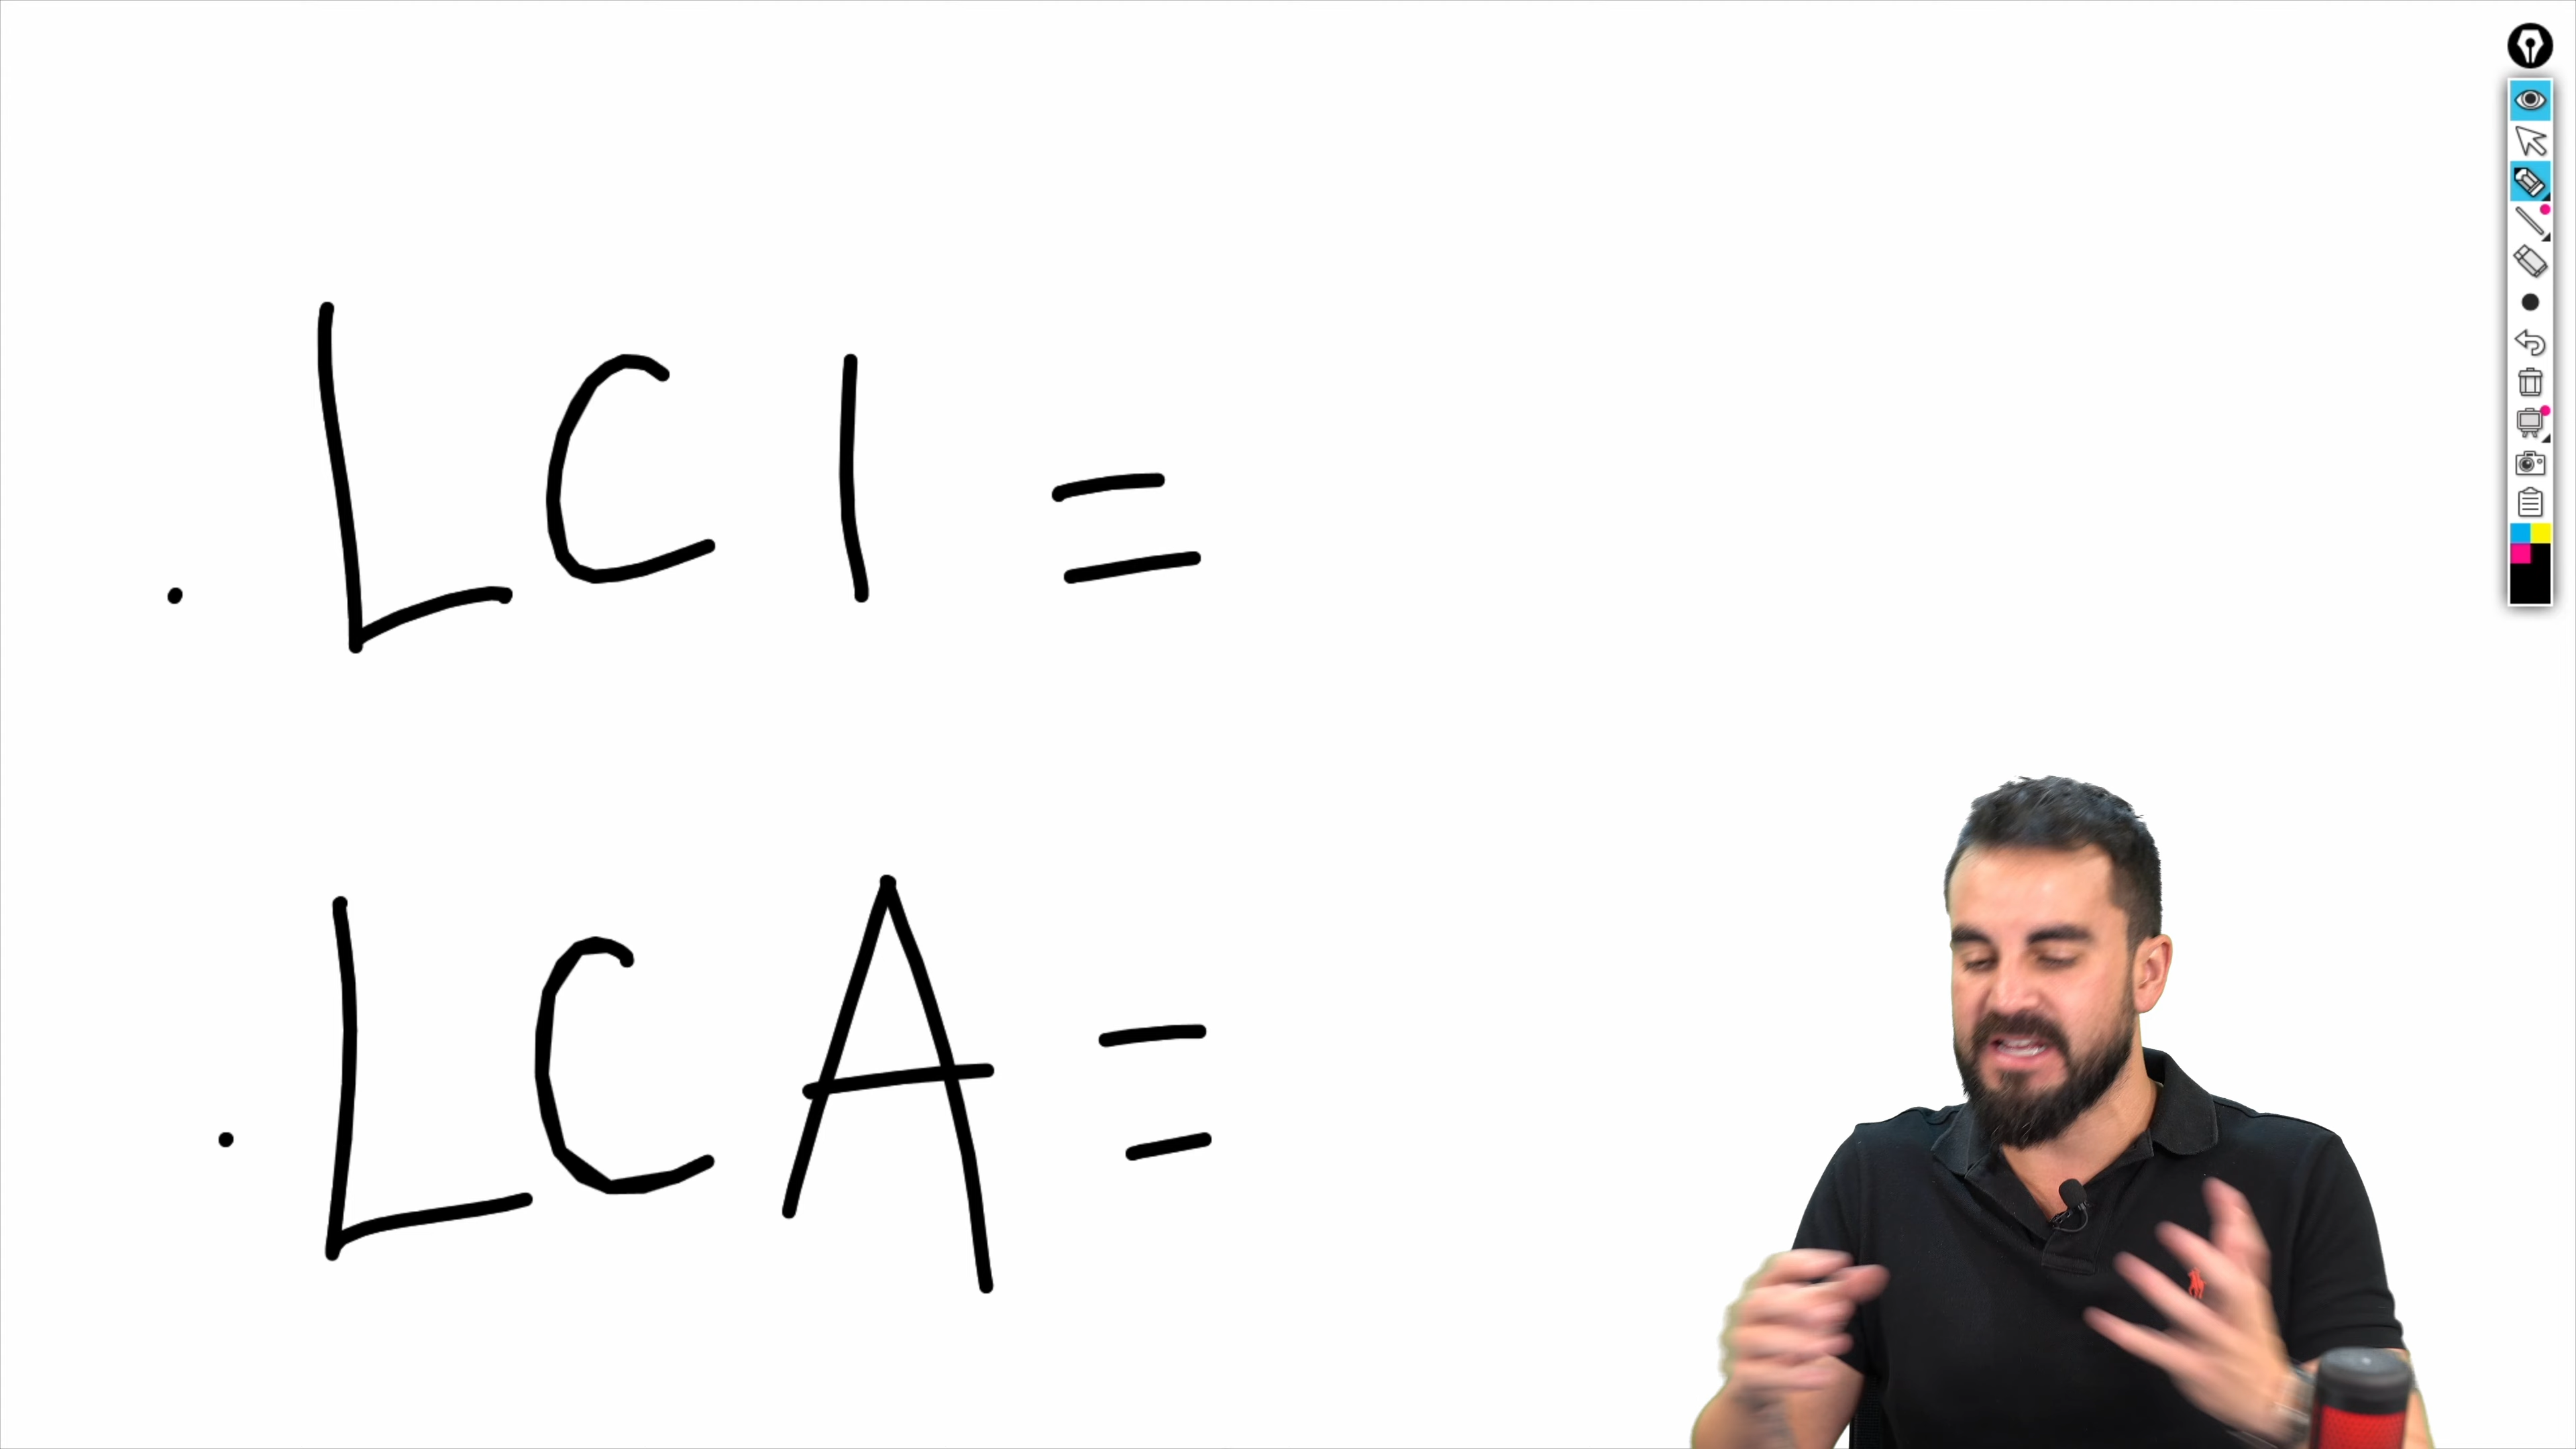 . LCI =
. LCA =